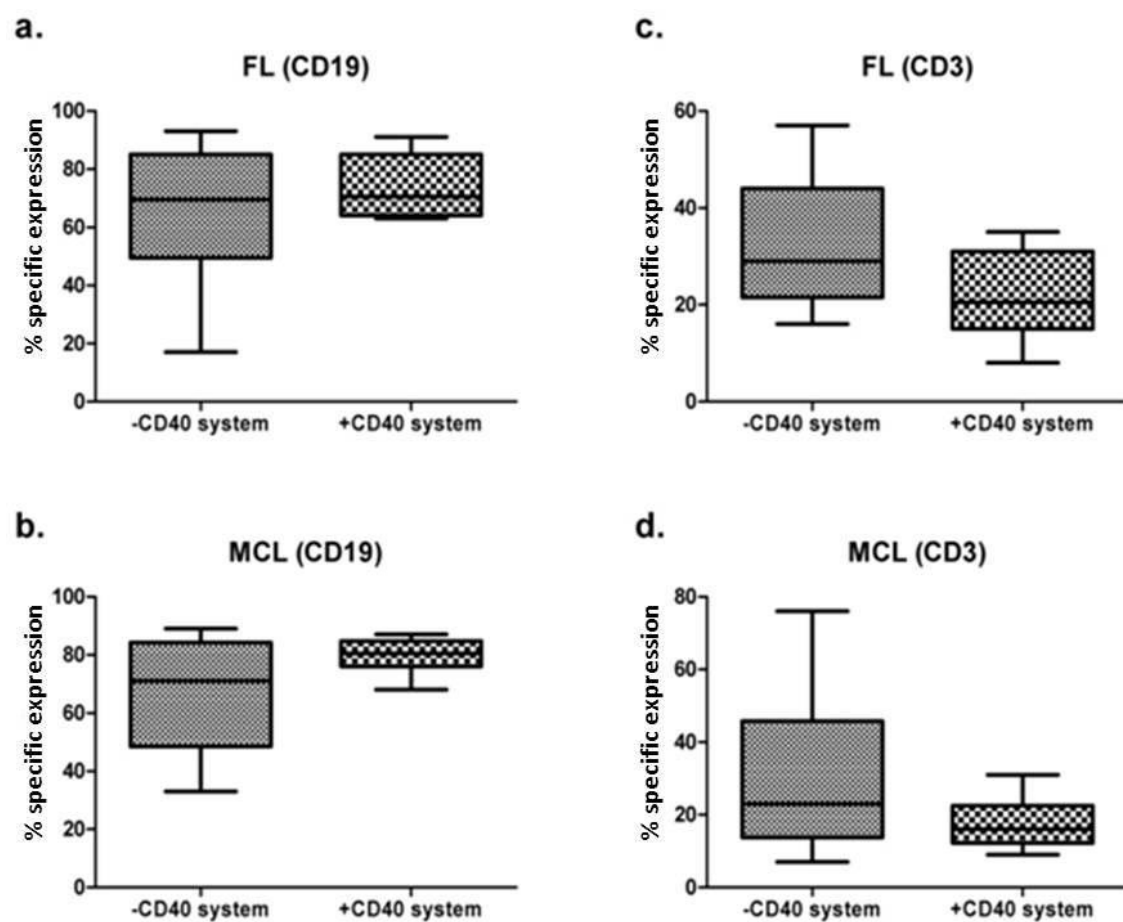 a.
FL (CD19)
% specific expression
100
80
60
40
20
0
-CD40 system +CD40 system
c.
FL (CD3)
% specific expression
60
40
20
0
-CD40 system +CD40 system
b.
MCL (CD19)
% specific expression
100
80
60
40
20
0
-CD40 system +CD40 system
d.
MCL (CD3)
% specific expression
80
60
40
20
0
-CD40 system +CD40 system